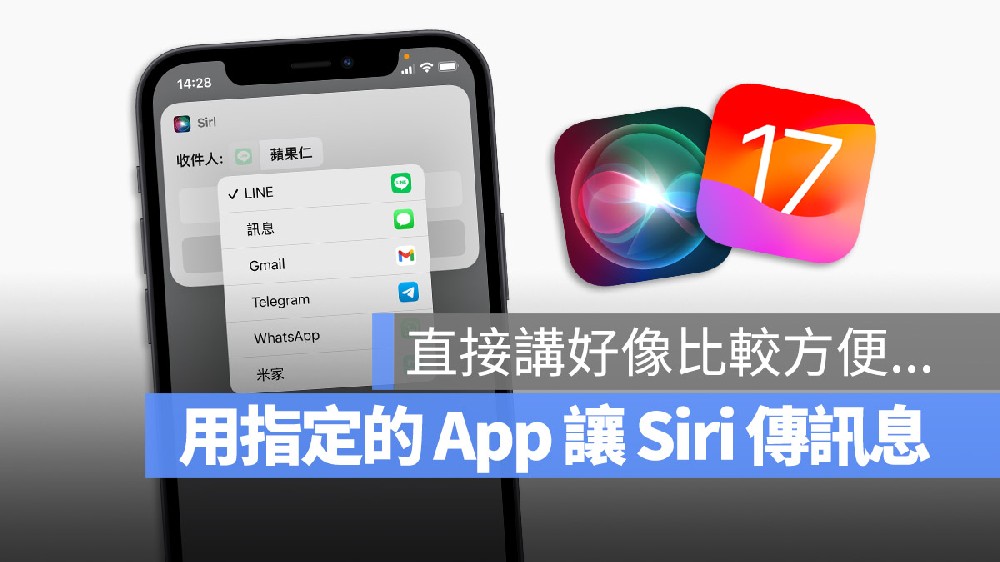 14:28
Siri
收件人: 蘋果仁
✓ LINE
訊息
Gmail
Telegram
WhatsApp
米家
17
直接講好像比較方便...
用指定的 App 讓 Siri 傳訊息